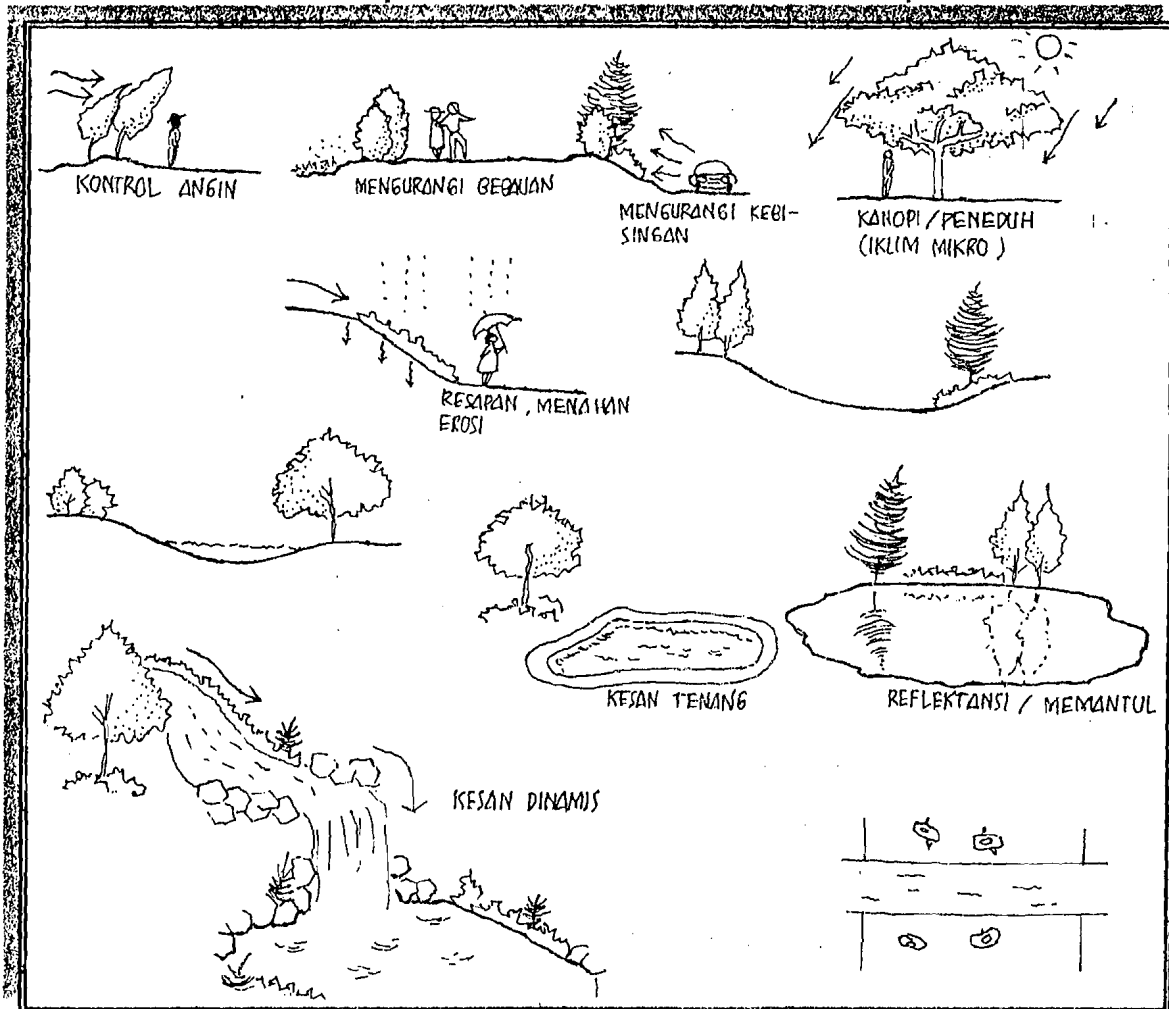 KONTROL ANGIN
MENGURANGI BEBAUAN
MENGURANGI KEBI-
SINGAN
KANOPI / PENEDUH
(IKLIM MIKRO)
RESAPAN, MENAHAN
EROSI
KESAN TENANG
REFLEKTANSI / MEMANTUL
KESAN DINAMIS